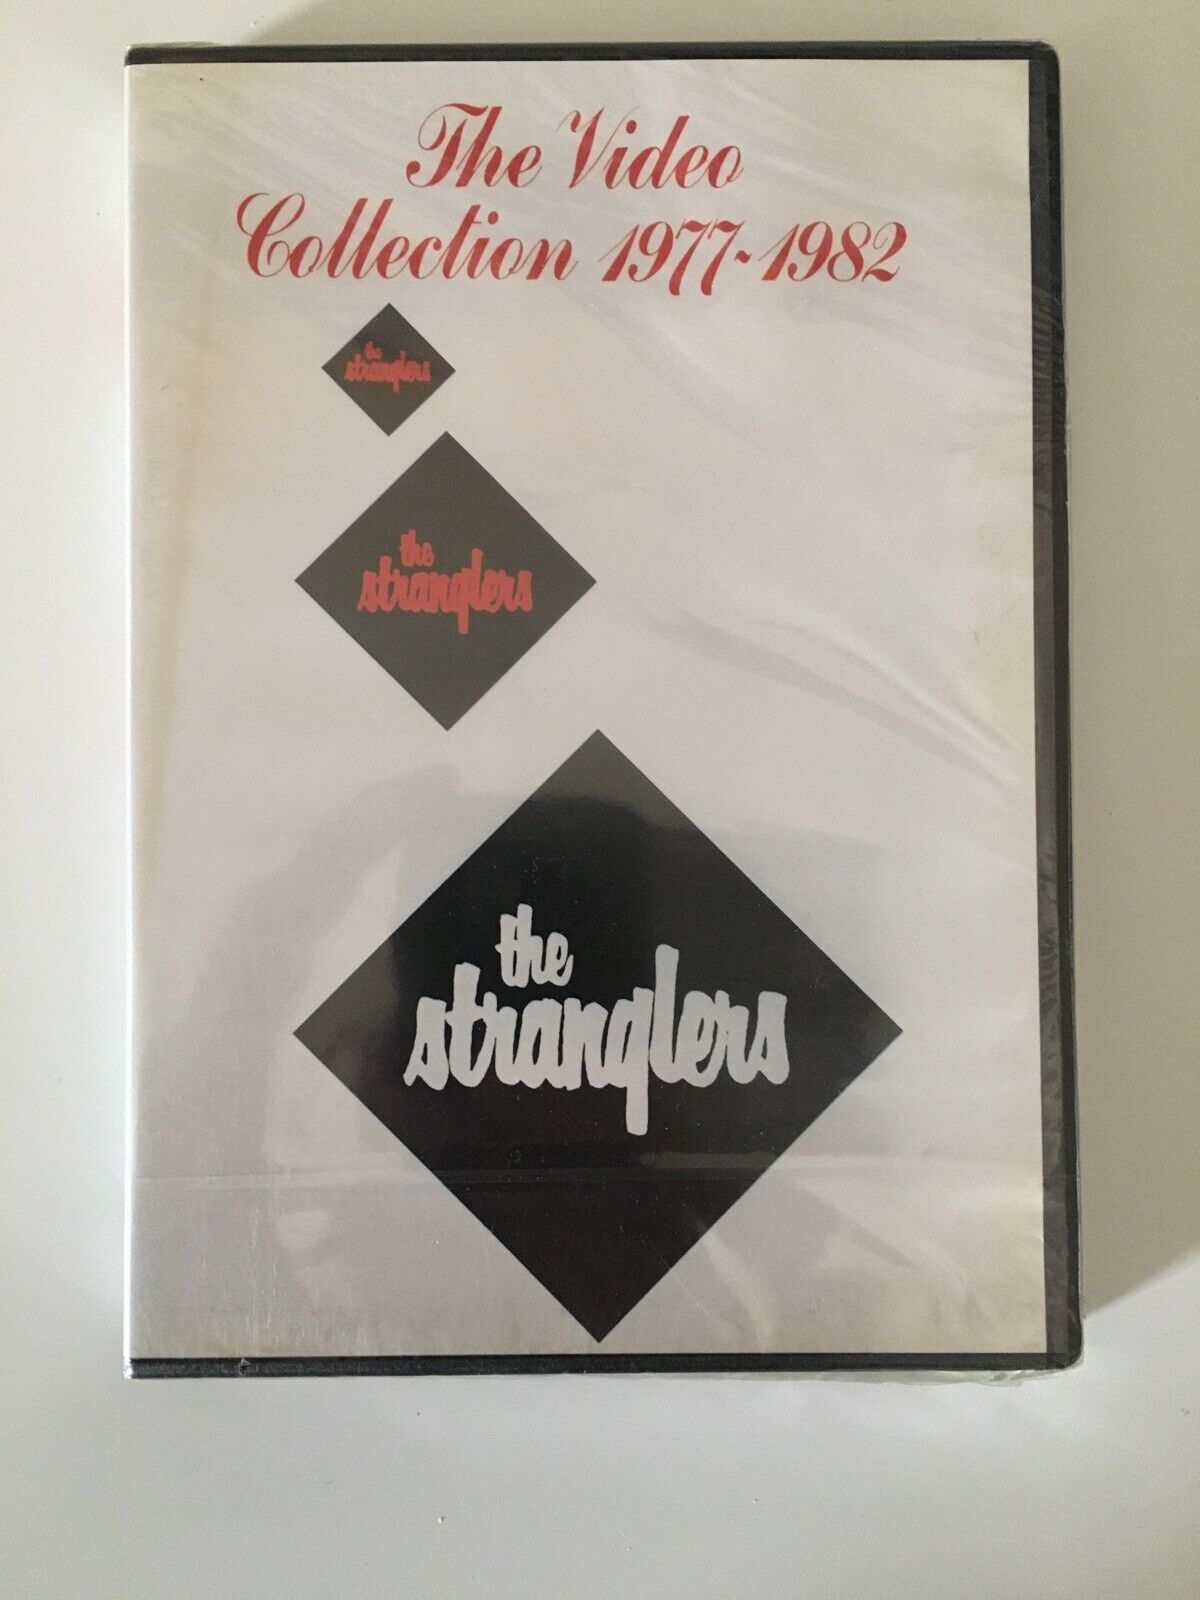 The Video
Collection 1977-1982
the
stranglers
the
stranglers
the
stranglers